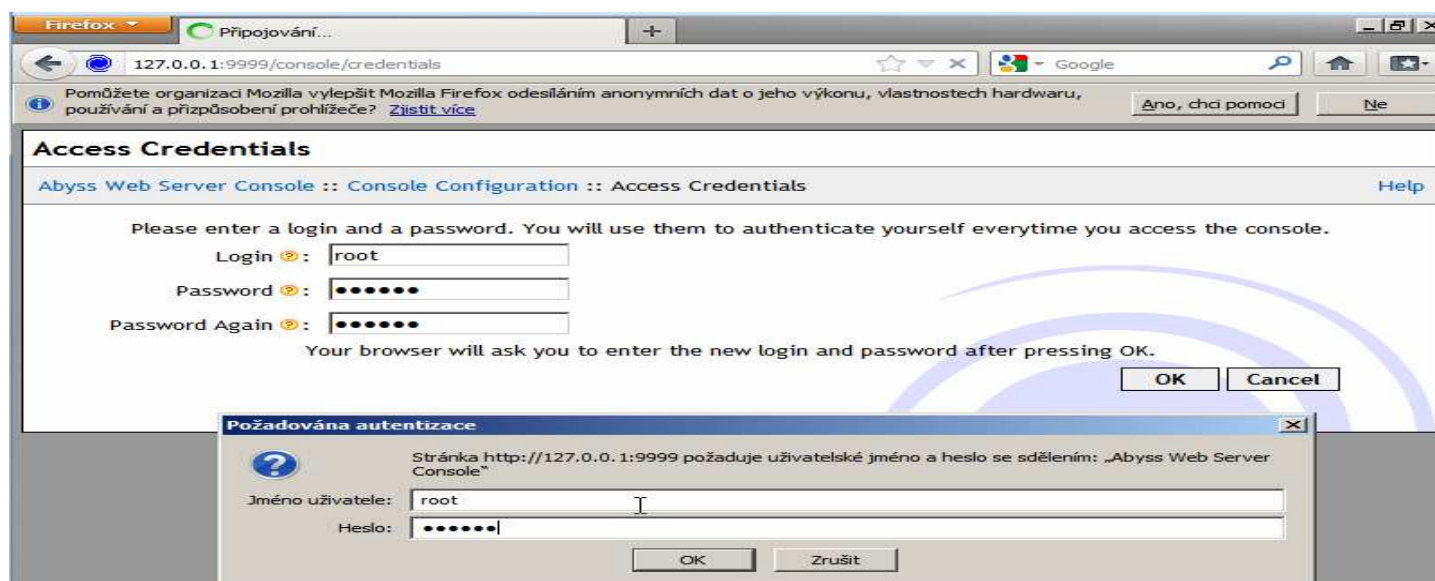 Firefox
Připojování...
127.0.0.1:9999/console/credentials
Google
Pomůžete organizaci Mozilla vylepšit Mozilla Firefox odesíláním anonymních dat o jeho výkonu, vlastnostech hardwaru,
používání a přizpůsobení prohlížeče? Zjistit více
Ano, chci pomoci
Ne
Access Credentials
Abyss Web Server Console :: Console Configuration :: Access Credentials
Help
Please enter a login and a password. You will use them to authenticate yourself everytime you access the console.
Login ?: root
Password ?: ••••••
Password Again ?: ••••••
Your browser will ask you to enter the new login and password after pressing OK.
OK
Cancel
Požadována autentizace
Stránka http://127.0.0.1:9999 požaduje uživatelské jméno a heslo se sdělením: „Abyss Web Server
Console“
Jméno uživatele: root
Heslo: ••••••
OK
Zrušit